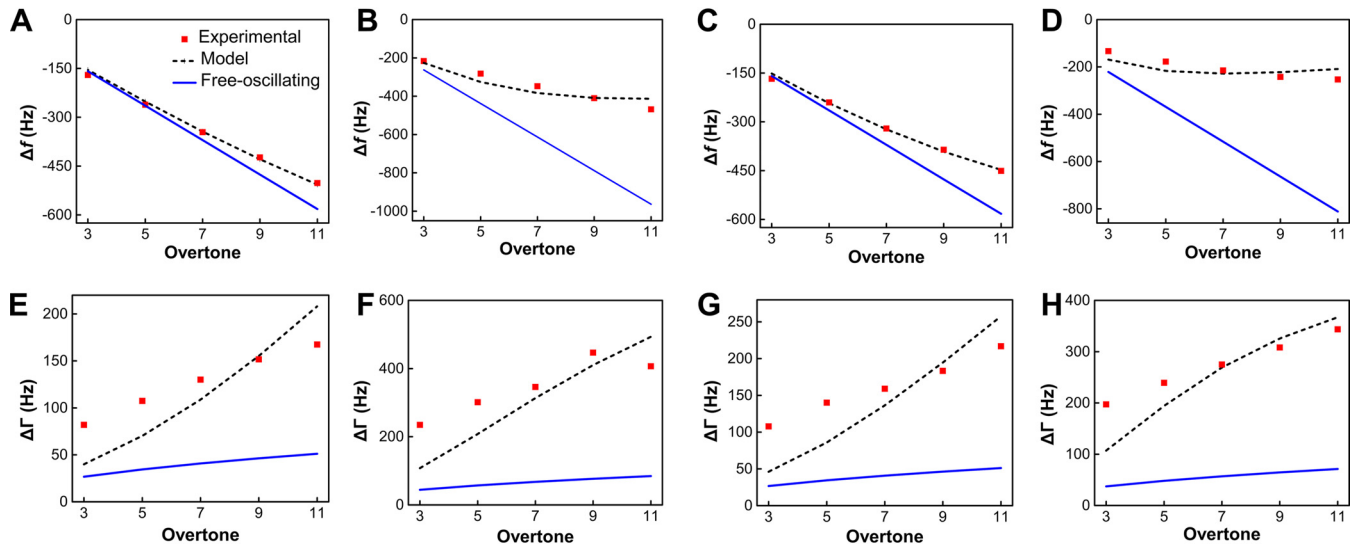 A
0
-150
-300
-450
-600
Δf (Hz)
Experimental
Model
Free-oscillating
3 5 7 9 11
Overtone
B
0
-200
-400
-600
-800
-1000
Δf (Hz)
3 5 7 9 11
Overtone
C
0
-150
-300
-450
-600
Δf (Hz)
3 5 7 9 11
Overtone
D
0
-200
-400
-600
-800
Δf (Hz)
3 5 7 9 11
Overtone
E
200
150
100
50
0
ΔΓ (Hz)
3 5 7 9 11
Overtone
F
600
400
200
0
ΔΓ (Hz)
3 5 7 9 11
Overtone
G
250
200
150
100
50
0
ΔΓ (Hz)
3 5 7 9 11
Overtone
H
400
300
200
100
0
ΔΓ (Hz)
3 5 7 9 11
Overtone